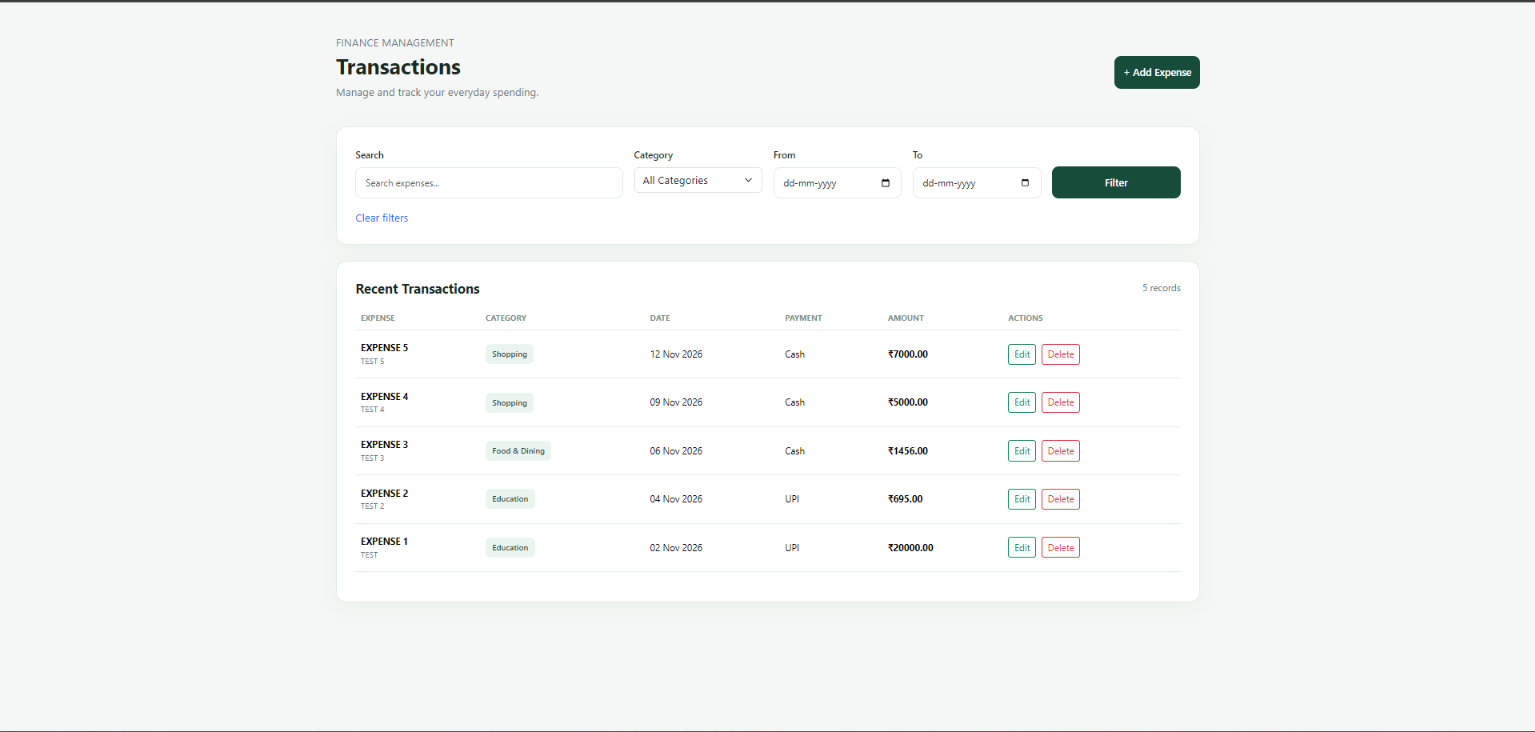 FINANCE MANAGEMENT
Transactions
Manage and track your everyday spending.
+ Add Expense
Search Category From To
Search expenses... All Categories dd-mm-yyyy dd-mm-yyyy Filter
Clear filters
Recent Transactions 5 records
EXPENSE CATEGORY DATE PAYMENT AMOUNT ACTIONS
EXPENSE 5
TEST 5
Shopping 12 Nov 2026 Cash ₹7000.00 Edit Delete
EXPENSE 4
TEST 4
Shopping 09 Nov 2026 Cash ₹5000.00 Edit Delete
EXPENSE 3
TEST 3
Food & Dining 06 Nov 2026 Cash ₹1456.00 Edit Delete
EXPENSE 2
TEST 2
Education 04 Nov 2026 UPI ₹695.00 Edit Delete
EXPENSE 1
TEST
Education 02 Nov 2026 UPI ₹20000.00 Edit Delete